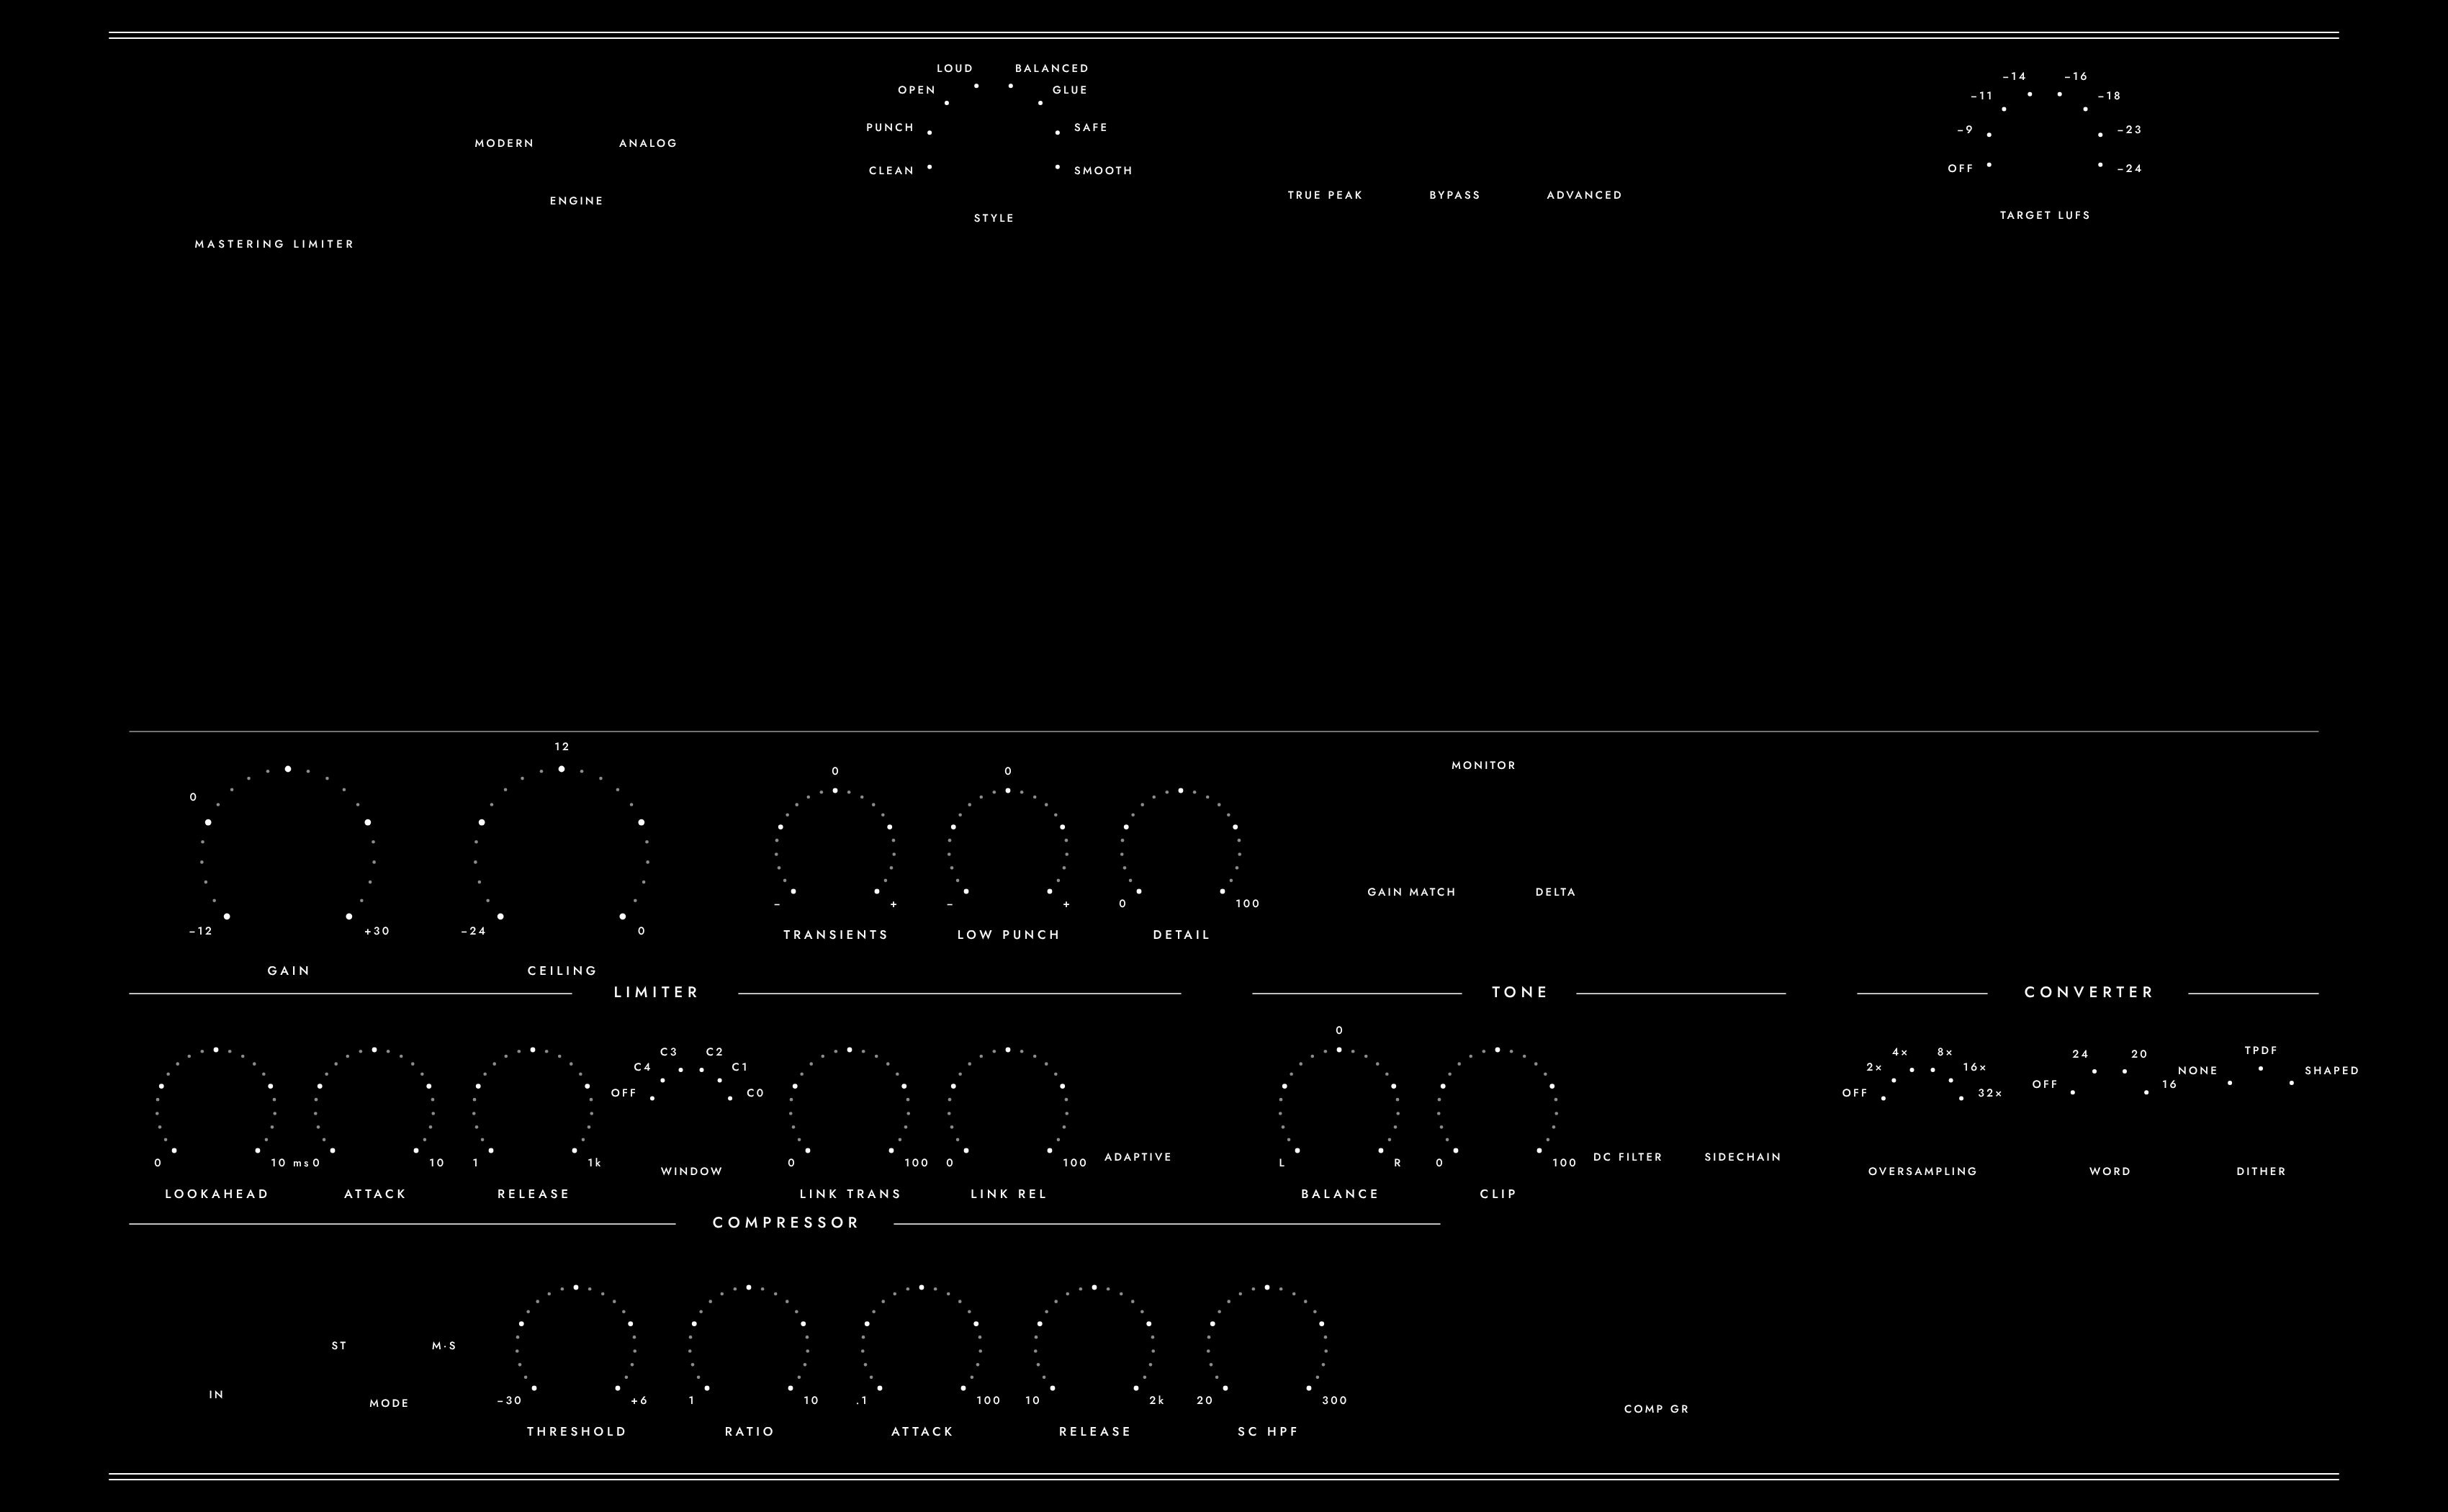 LOUD BALANCED
OPEN GLUE
PUNCH SAFE
CLEAN SMOOTH
STYLE
MODERN ANALOG
ENGINE
MASTERING LIMITER
TRUE PEAK BYPASS ADVANCED
−14 −16
−11 −18
−9 −23
OFF −24
TARGET LUFS
0
−12 +30
GAIN
12
−24 0
CEILING
0
− +
TRANSIENTS
0
− +
LOW PUNCH
0 100
DETAIL
MONITOR
GAIN MATCH DELTA
LIMITER
0 10 ms
LOOKAHEAD
0 10
ATTACK
1 1k
RELEASE
C3 C2
C4 C1
OFF C0
WINDOW
0 100
LINK TRANS
0 100
LINK REL
ADAPTIVE
TONE
0
L R
BALANCE
0 100
CLIP
DC FILTER SIDECHAIN
CONVERTER
4× 8×
2× 16×
OFF 32×
OVERSAMPLING
24 20
OFF 16
WORD
TPDF
NONE SHAPED
DITHER
COMPRESSOR
IN
ST M·S
MODE
−30 +6
THRESHOLD
1 10
RATIO
.1 100
ATTACK
10 2k
RELEASE
20 300
SC HPF
COMP GR